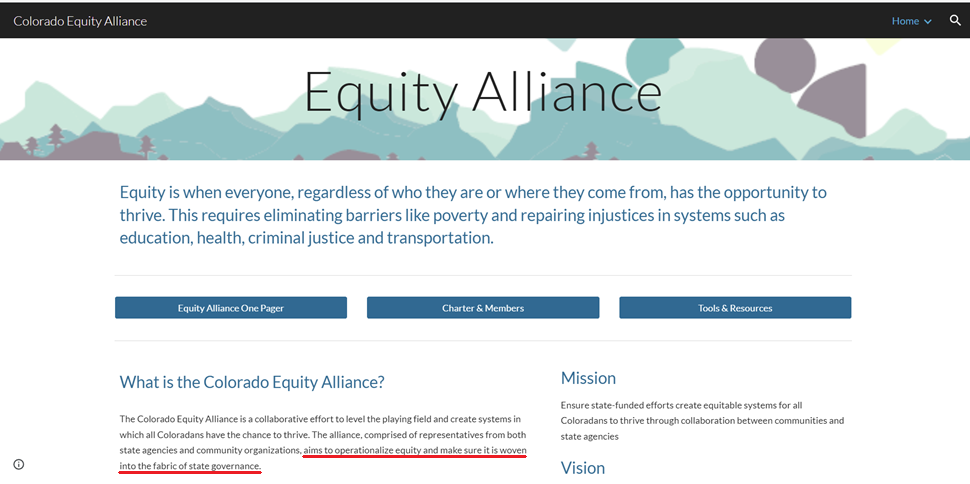 Colorado Equity Alliance
Home
Equity Alliance
Equity is when everyone, regardless of who they are or where they come from, has the opportunity to
thrive. This requires eliminating barriers like poverty and repairing injustices in systems such as
education, health, criminal justice and transportation.
Equity Alliance One Pager
Charter & Members
Tools & Resources
What is the Colorado Equity Alliance?
The Colorado Equity Alliance is a collaborative effort to level the playing field and create systems in
which all Coloradans have the chance to thrive. The alliance, comprised of representatives from both
state agencies and community organizations, aims to operationalize equity and make sure it is woven
into the fabric of state governance.
Mission
Ensure state-funded efforts create equitable systems for all
Coloradans to thrive through collaboration between communities and
state agencies
Vision